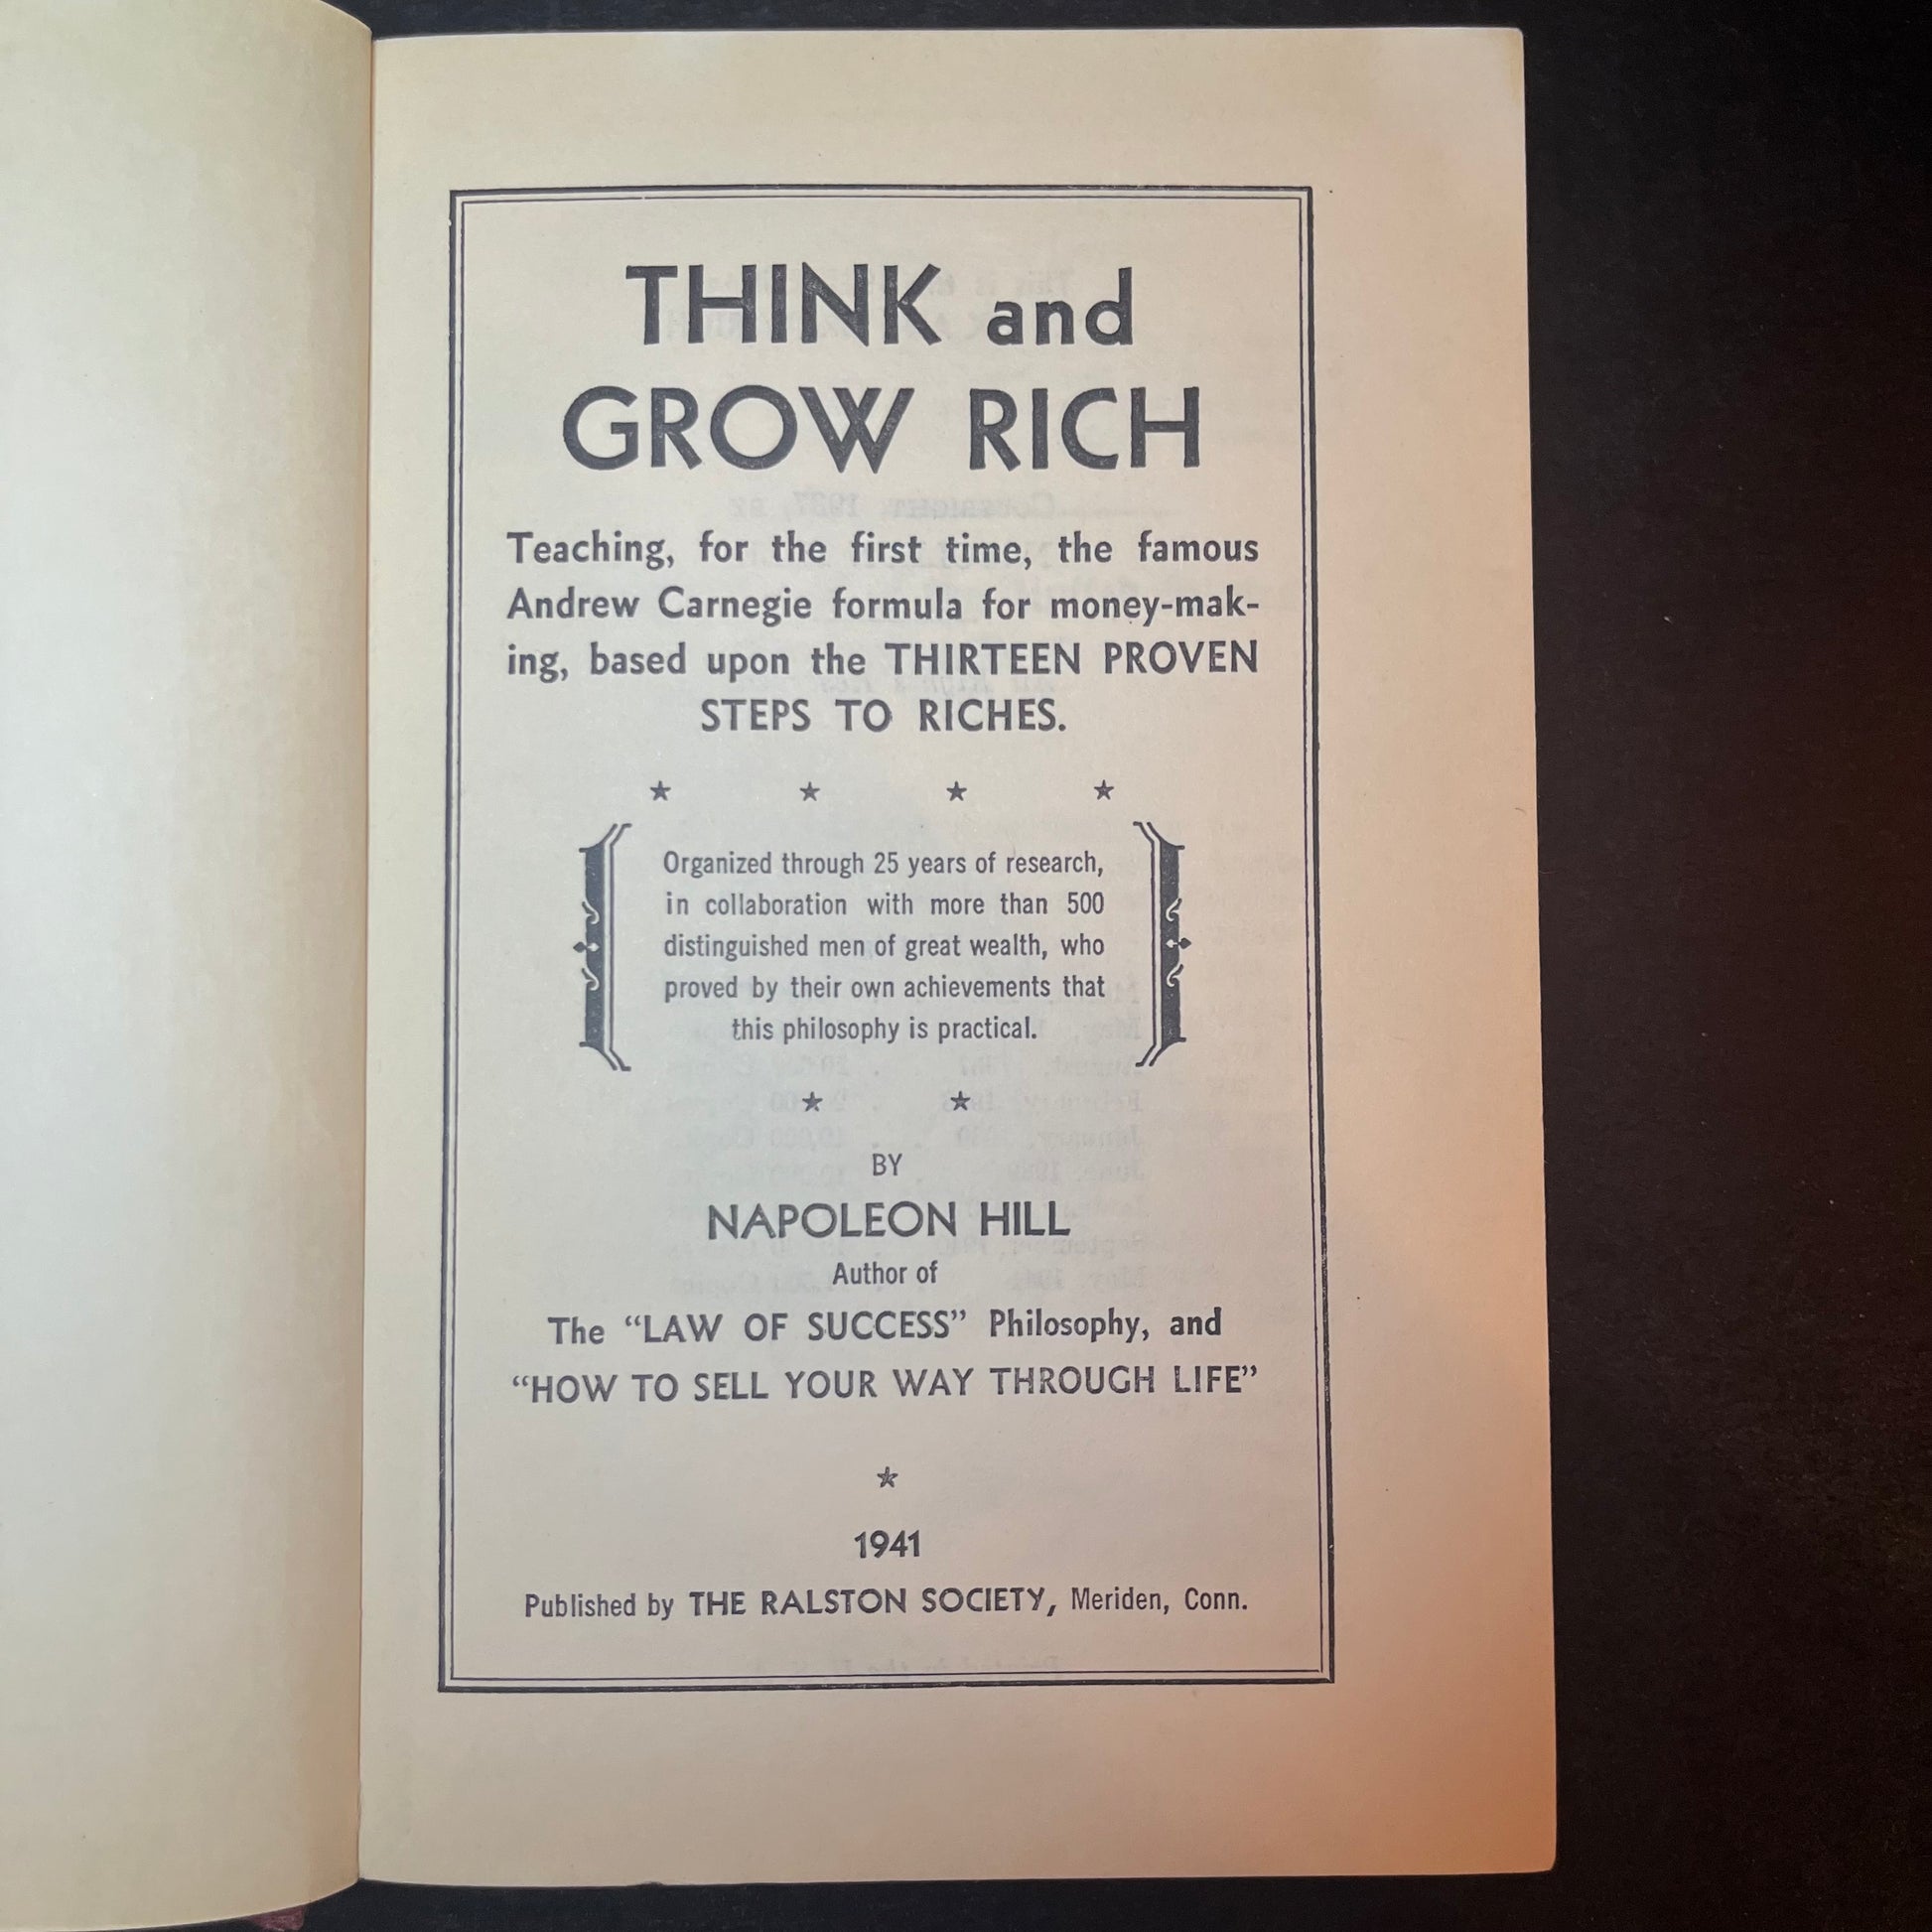 THINK and
GROW RICH
Teaching, for the first time, the famous
Andrew Carnegie formula for money-mak-
ing, based upon the THIRTEEN PROVEN
STEPS TO RICHES.
Organized through 25 years of research,
in collaboration with more than 500
distinguished men of great wealth, who
proved by their own achievements that
this philosophy is practical.
BY
NAPOLEON HILL
Author of
The “LAW OF SUCCESS” Philosophy, and
“HOW TO SELL YOUR WAY THROUGH LIFE”
1941
Published by THE RALSTON SOCIETY, Meriden, Conn.